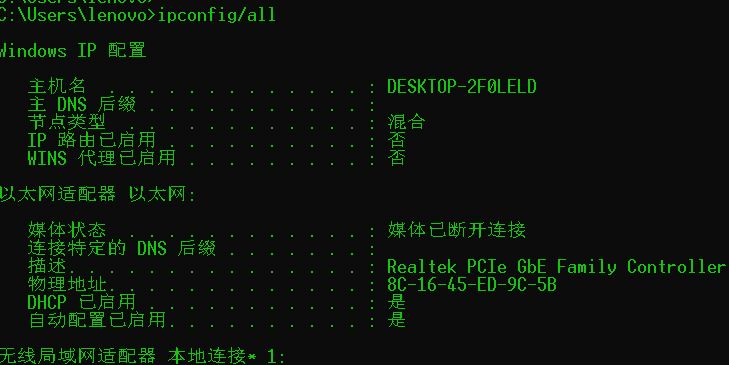 C:\Users\lenovo>ipconfig/all
Windows IP 配置
主机名 . . . . . . . . . . . . . : DESKTOP-2F0LELD
主 DNS 后缀 . . . . . . . . . . . :
节点类型 . . . . . . . . . . . . : 混合
IP 路由已启用 . . . . . . . . . . : 否
WINS 代理已启用 . . . . . . . . . : 否
以太网适配器 以太网:
媒体状态 . . . . . . . . . . . . : 媒体已断开连接
连接特定的 DNS 后缀 . . . . . . . :
描述. . . . . . . . . . . . . . . : Realtek PCIe GbE Family Controller
物理地址. . . . . . . . . . . . . : 8C-16-45-ED-9C-5B
DHCP 已启用 . . . . . . . . . . . : 是
自动配置已启用. . . . . . . . . . : 是
无线局域网适配器 本地连接* 1: